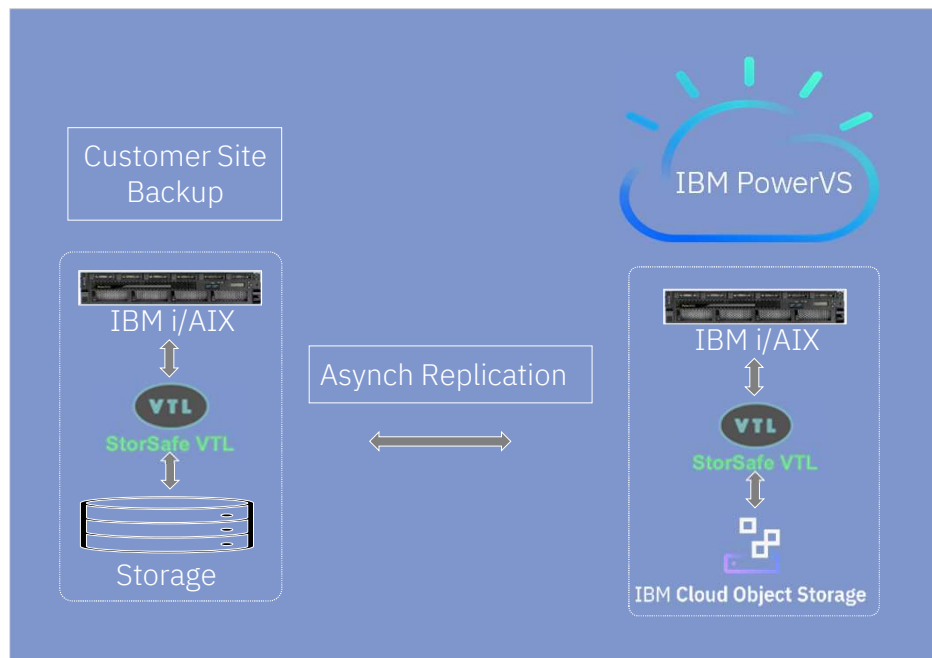 Customer Site
Backup
IBM i/AIX
VTL
StorSafe VTL
Storage
Asynch Replication
IBM PowerVS
IBM i/AIX
VTL
StorSafe VTL
IBM Cloud Object Storage